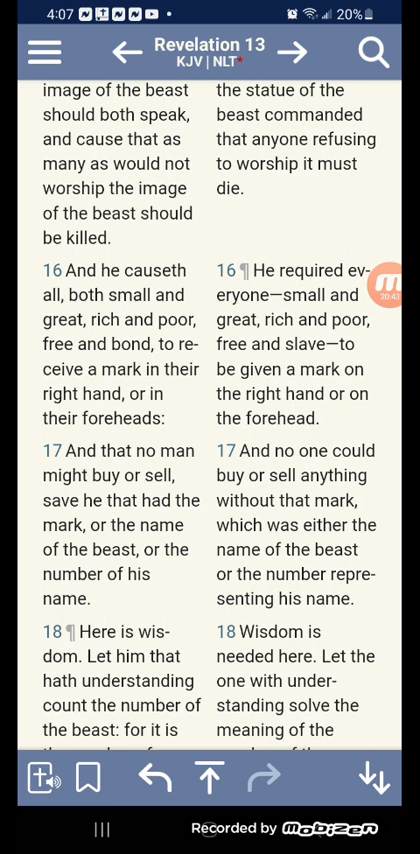 4:07
20%
Revelation 13
KJV | NLT*
image of the beast
should both speak,
and cause that as
many as would not
worship the image
of the beast should
be killed.
16 And he causeth
all, both small and
great, rich and poor,
free and bond, to re-
ceive a mark in their
right hand, or in
their foreheads:
17 And that no man
might buy or sell,
save he that had the
mark, or the name
of the beast, or the
number of his
name.
18 ¶ Here is wis-
dom. Let him that
hath understanding
count the number of
the beast: for it is
the statue of the
beast commanded
that anyone refusing
to worship it must
die.
16 ¶ He required ev-
eryone—small and
great, rich and poor,
free and slave—to
be given a mark on
the right hand or on
the forehead.
17 And no one could
buy or sell anything
without that mark,
which was either the
name of the beast
or the number repre-
senting his name.
18 Wisdom is
needed here. Let the
one with under-
standing solve the
meaning of the
20:43
Recorded by Mobizen